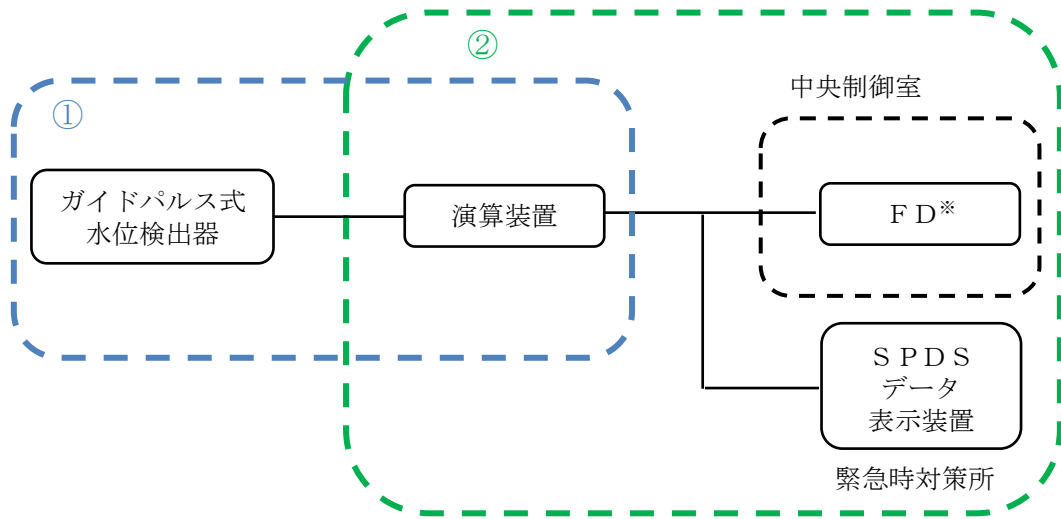 ②
中央制御室
①
ガイドパルス式
水位検出器
演算装置
ＦＤ※
ＳＰＤＳ
データ
表示装置
緊急時対策所